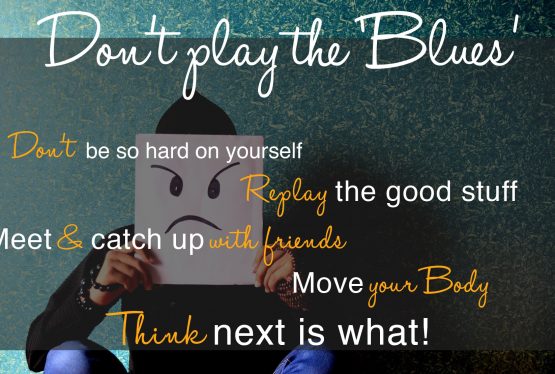 Don't play the 'Blues'
Don't be so hard on yourself
Replay the good stuff
Meet & catch up with friends
Move your Body
Think next is what!